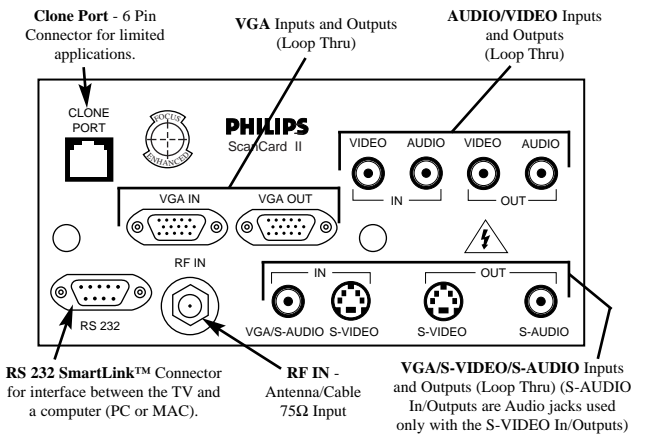 Clone Port - 6 Pin
Connector for limited
applications.
VGA Inputs and Outputs
(Loop Thru)
AUDIO/VIDEO Inputs
and Outputs
(Loop Thru)
CLONE
PORT
FOCUS
ENHANCED
PHILIPS
ScanCard II
VIDEO AUDIO VIDEO AUDIO
IN OUT
VGA IN VGA OUT
RF IN
RS 232
IN OUT
VGA/S-AUDIO S-VIDEO S-VIDEO S-AUDIO
RS 232 SmartLink™ Connector
for interface between the TV and
a computer (PC or MAC).
RF IN -
Antenna/Cable
75Ω Input
VGA/S-VIDEO/S-AUDIO Inputs
and Outputs (Loop Thru) (S-AUDIO
In/Outputs are Audio jacks used
only with the S-VIDEO In/Outputs)